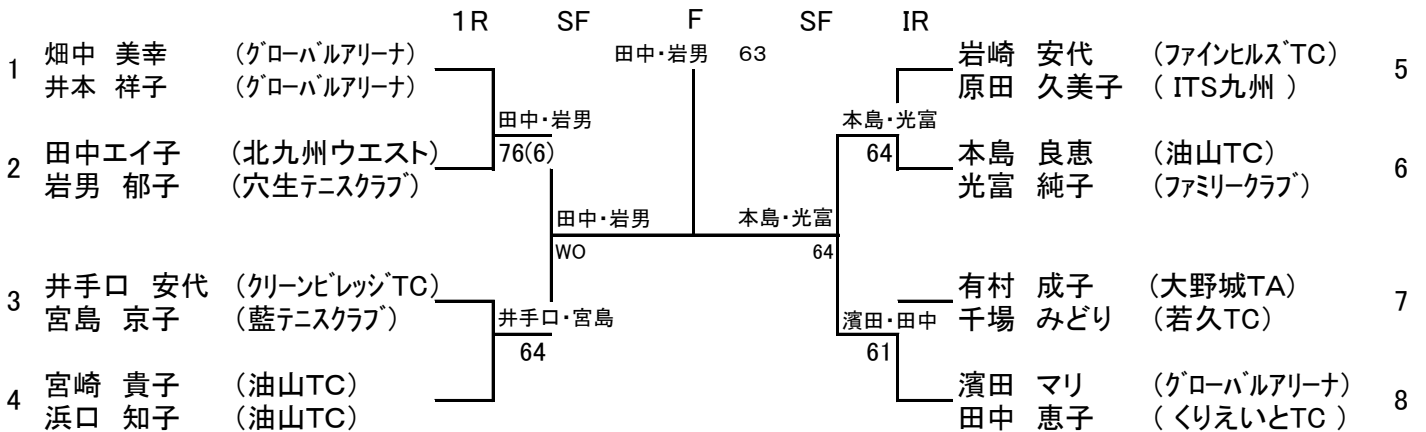 1R SF F SF IR
田中・岩男 63
1 畑中 美幸 (グローバルアリーナ)
井本 祥子 (グローバルアリーナ)
田中・岩男
76(6)
2 田中エイ子 (北九州ウエスト)
岩男 郁子 (穴生テニスクラブ)
田中・岩男
WO
3 井手口 安代 (クリーンビレッジTC)
宮島 京子 (藍テニスクラブ)
井手口・宮島
64
4 宮崎 貴子 (油山TC)
浜口 知子 (油山TC)
岩崎 安代 (ファインヒルズTC) 5
原田 久美子 ( ITS九州 )
本島・光富
64
本島 良恵 (油山TC) 6
光富 純子 (ファミリークラブ)
本島・光富
64
有村 成子 (大野城TA) 7
千場 みどり (若久TC)
濱田・田中
61
濱田 マリ (グローバルアリーナ) 8
田中 恵子 ( くりえいとTC )